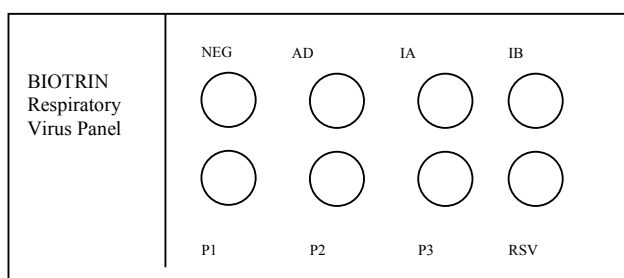 BIOTRIN
Respiratory
Virus Panel
NEG AD IA IB
P1 P2 P3 RSV